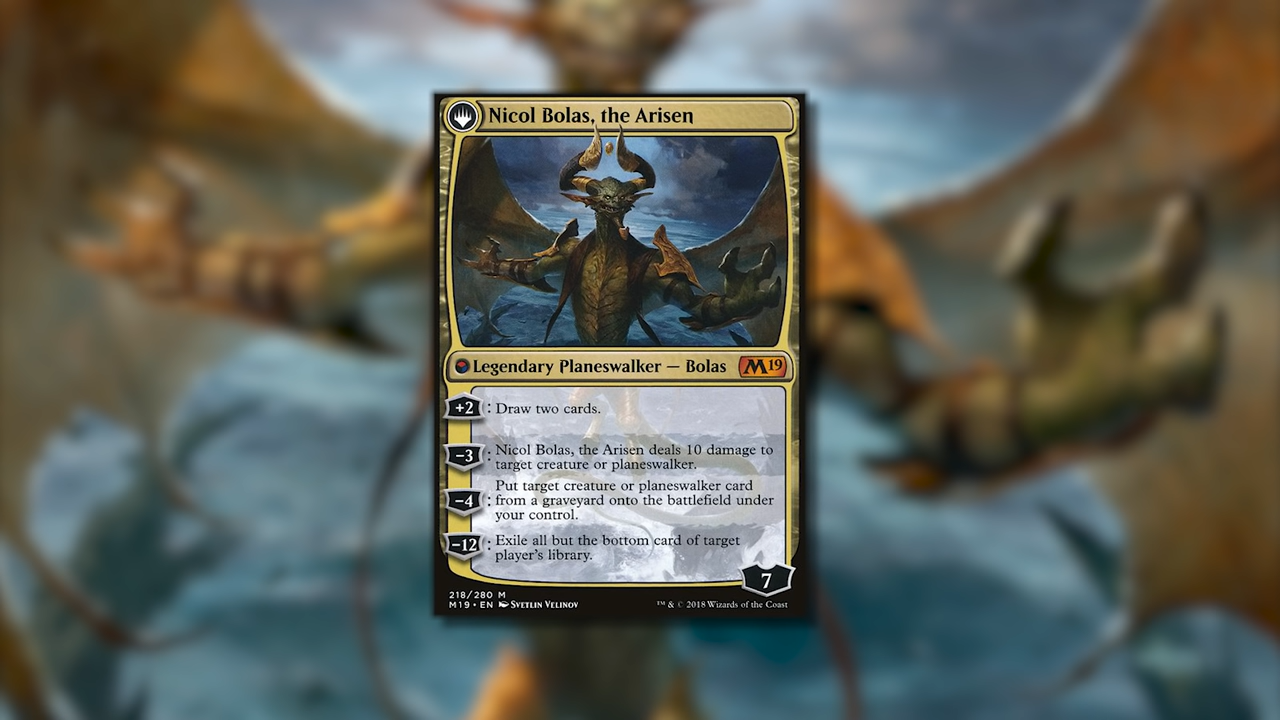 Nicol Bolas, the Arisen
Legendary Planeswalker — Bolas M19
+2 : Draw two cards.
−3 : Nicol Bolas, the Arisen deals 10 damage to
target creature or planeswalker.
Put target creature or planeswalker card
−4 : from a graveyard onto the battlefield under
your control.
−12 : Exile all but the bottom card of target
player's library.
7
218/280 M
M19 • EN Svetlin Velinov ™ & © 2018 Wizards of the Coast